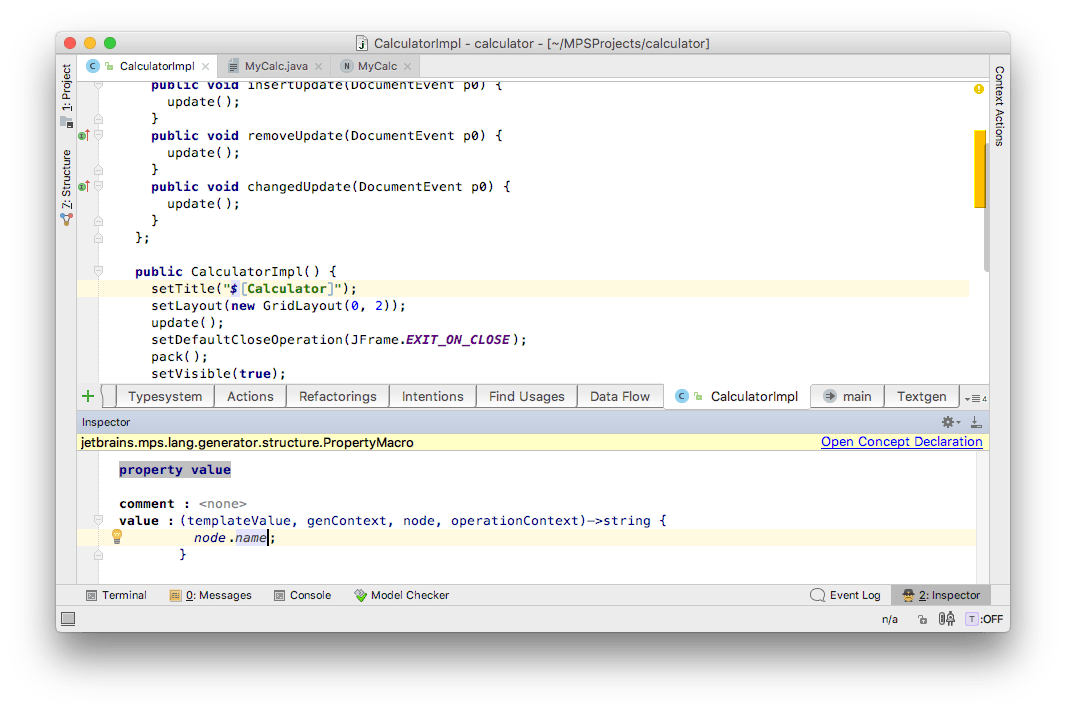 CalculatorImpl - calculator - [~/MPSProjects/calculator]
1: Project
Z: Structure
Context Actions
C CalculatorImpl MyCalc.java N MyCalc
public void insertUpdate(DocumentEvent p0) {
update();
}
public void removeUpdate(DocumentEvent p0) {
update();
}
public void changedUpdate(DocumentEvent p0) {
update();
}
};
public CalculatorImpl() {
setTitle("$[Calculator]");
setLayout(new GridLayout(0, 2));
update();
setDefaultCloseOperation(JFrame.EXIT_ON_CLOSE);
pack();
setVisible(true);
+ Typesystem Actions Refactorings Intentions Find Usages Data Flow C CalculatorImpl main Textgen 4
Inspector
jetbrains.mps.lang.generator.structure.PropertyMacro Open Concept Declaration
property value
comment : <none>
value : (templateValue, genContext, node, operationContext)->string {
node.name;
}
Terminal 0: Messages Console Model Checker Event Log 2: Inspector
n/a T :OFF